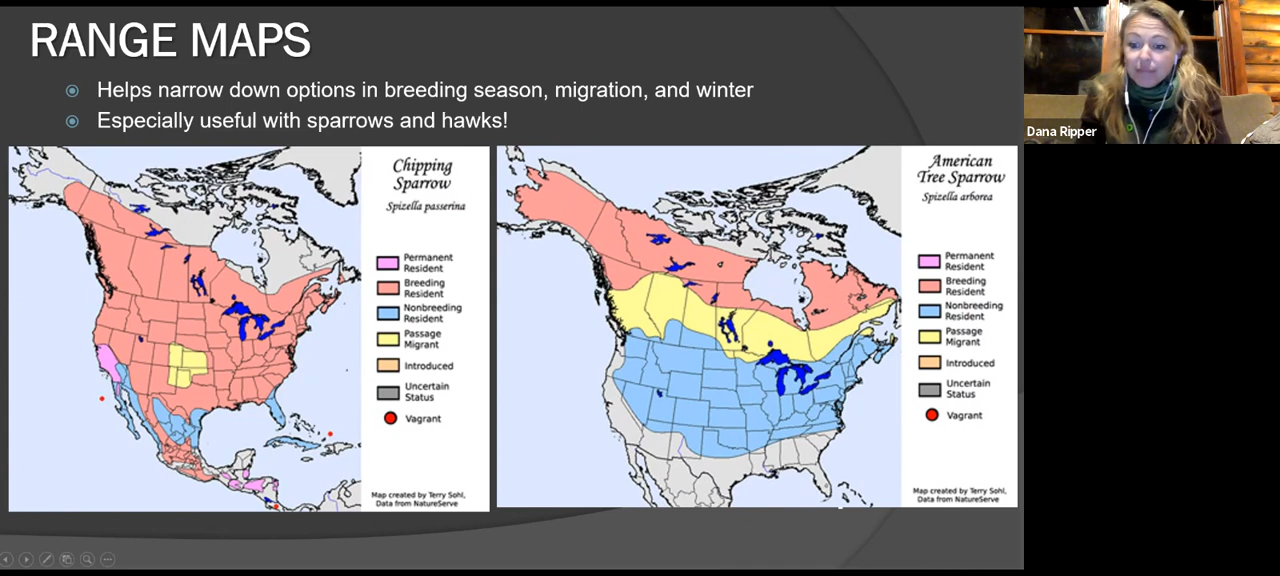 RANGE MAPS
Helps narrow down options in breeding season, migration, and winter
Especially useful with sparrows and hawks!
Chipping
Sparrow
Spizella passerina
Permanent
Resident
Breeding
Resident
Nonbreeding
Resident
Passage
Migrant
Introduced
Uncertain
Status
Vagrant
Map created by Terry Sohl,
Data from NatureServe
American
Tree Sparrow
Spizella arborea
Permanent
Resident
Breeding
Resident
Nonbreeding
Resident
Passage
Migrant
Introduced
Uncertain
Status
Vagrant
Map created by Terry Sohl,
Data from NatureServe
Dana Ripper